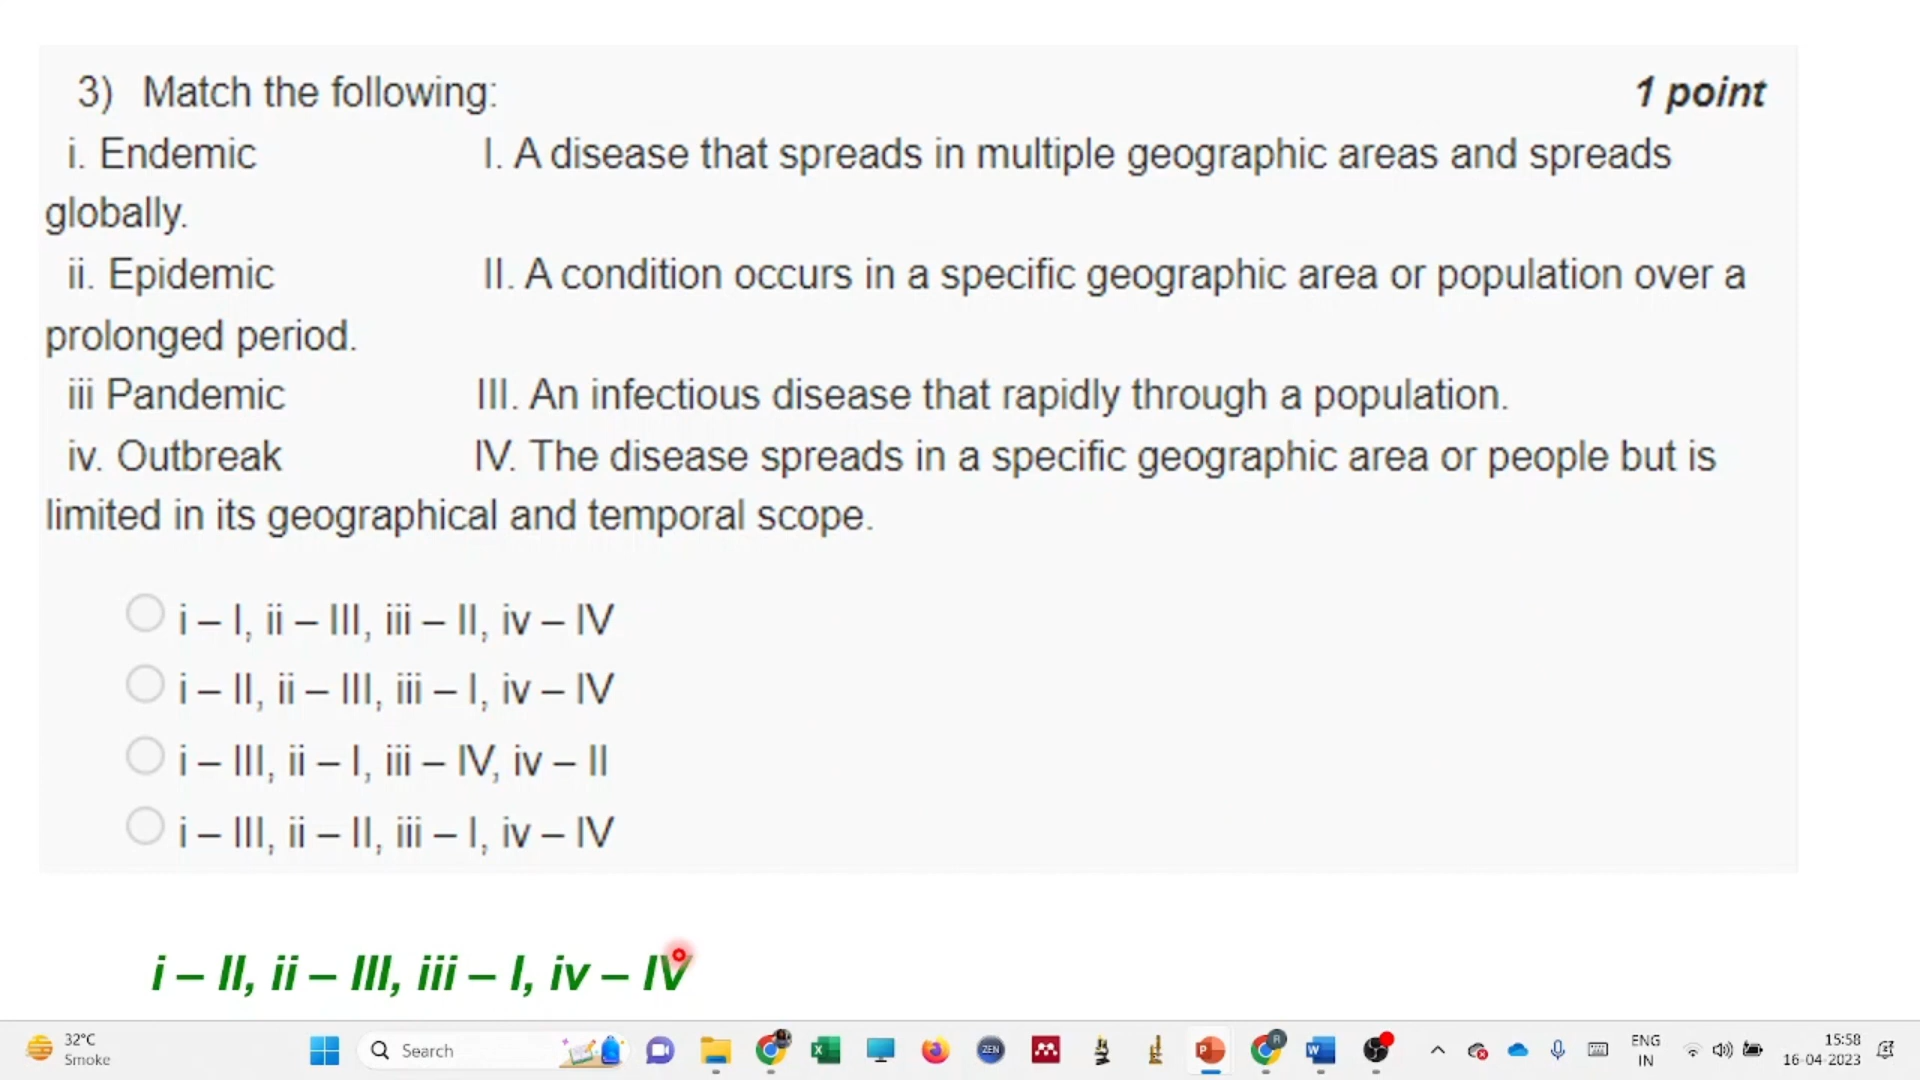 3) Match the following: 1 point
i. Endemic I. A disease that spreads in multiple geographic areas and spreads
globally.
ii. Epidemic II. A condition occurs in a specific geographic area or population over a
prolonged period.
iii Pandemic III. An infectious disease that rapidly through a population.
iv. Outbreak IV. The disease spreads in a specific geographic area or people but is
limited in its geographical and temporal scope.
i – I, ii – III, iii – II, iv – IV
i – II, ii – III, iii – I, iv – IV
i – III, ii – I, iii – IV, iv – II
i – III, ii – II, iii – I, iv – IV
i – II, ii – III, iii – I, iv – IV
32°C
Smoke
Search
ZEN
ENG
IN
15:58
16-04-2023